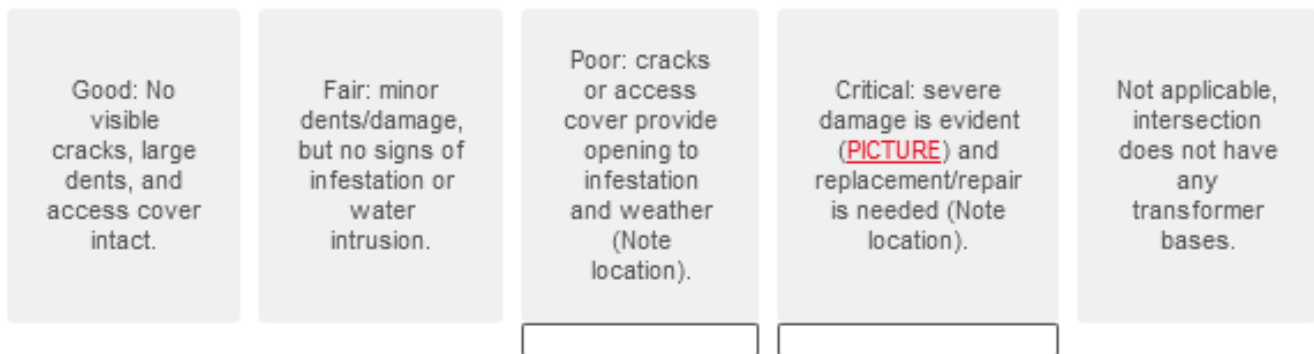 Good: No
visible
cracks, large
dents, and
access cover
intact.
Fair: minor
dents/damage,
but no signs of
infestation or
water
intrusion.
Poor: cracks
or access
cover provide
opening to
infestation
and weather
(Note
location).
Critical: severe
damage is evident
(PICTURE) and
replacement/repair
is needed (Note
location).
Not applicable,
intersection
does not have
any
transformer
bases.